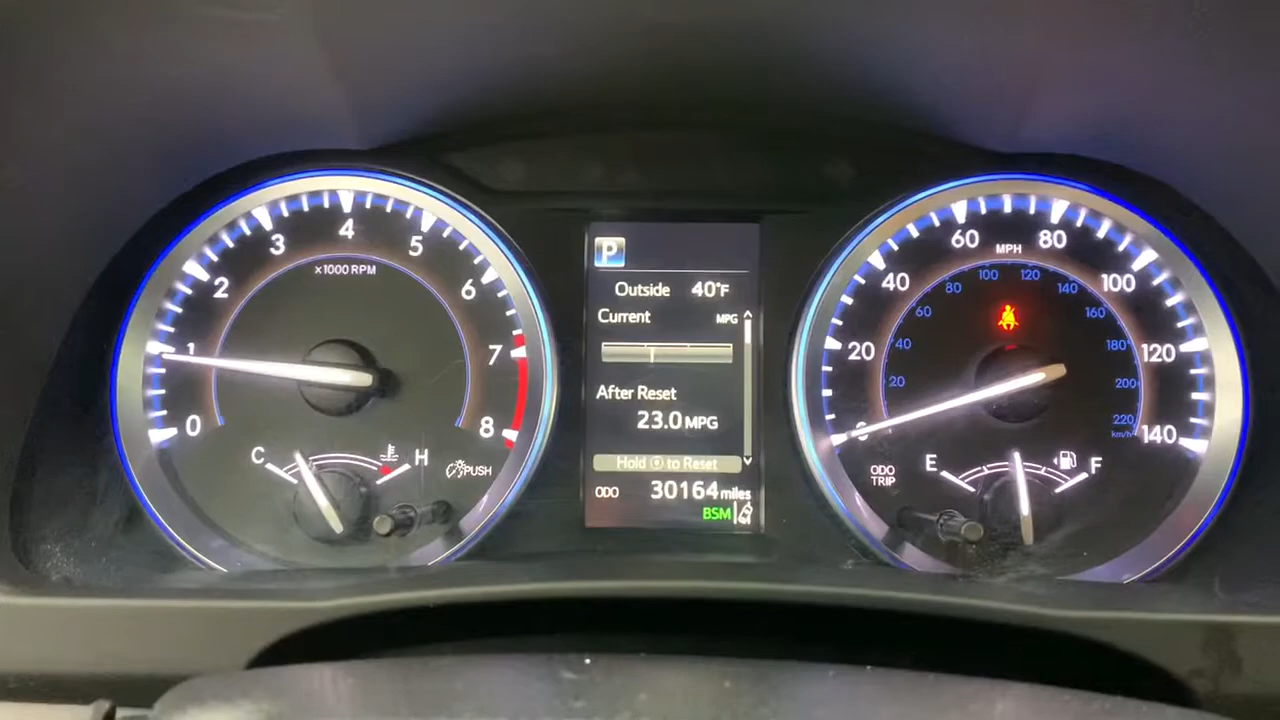 0
1
2
3
4
5
6
7
8
×1000 RPM
C
H
PUSH
P
Outside 40°F
Current MPG
After Reset
23.0 MPG
Hold to Reset
ODO 30164 miles
BSM
0
20
40
60
80
100
120
140
MPH
20
40
60
80
100
120
140
160
180
200
220
km/h
ODO
TRIP
E
F